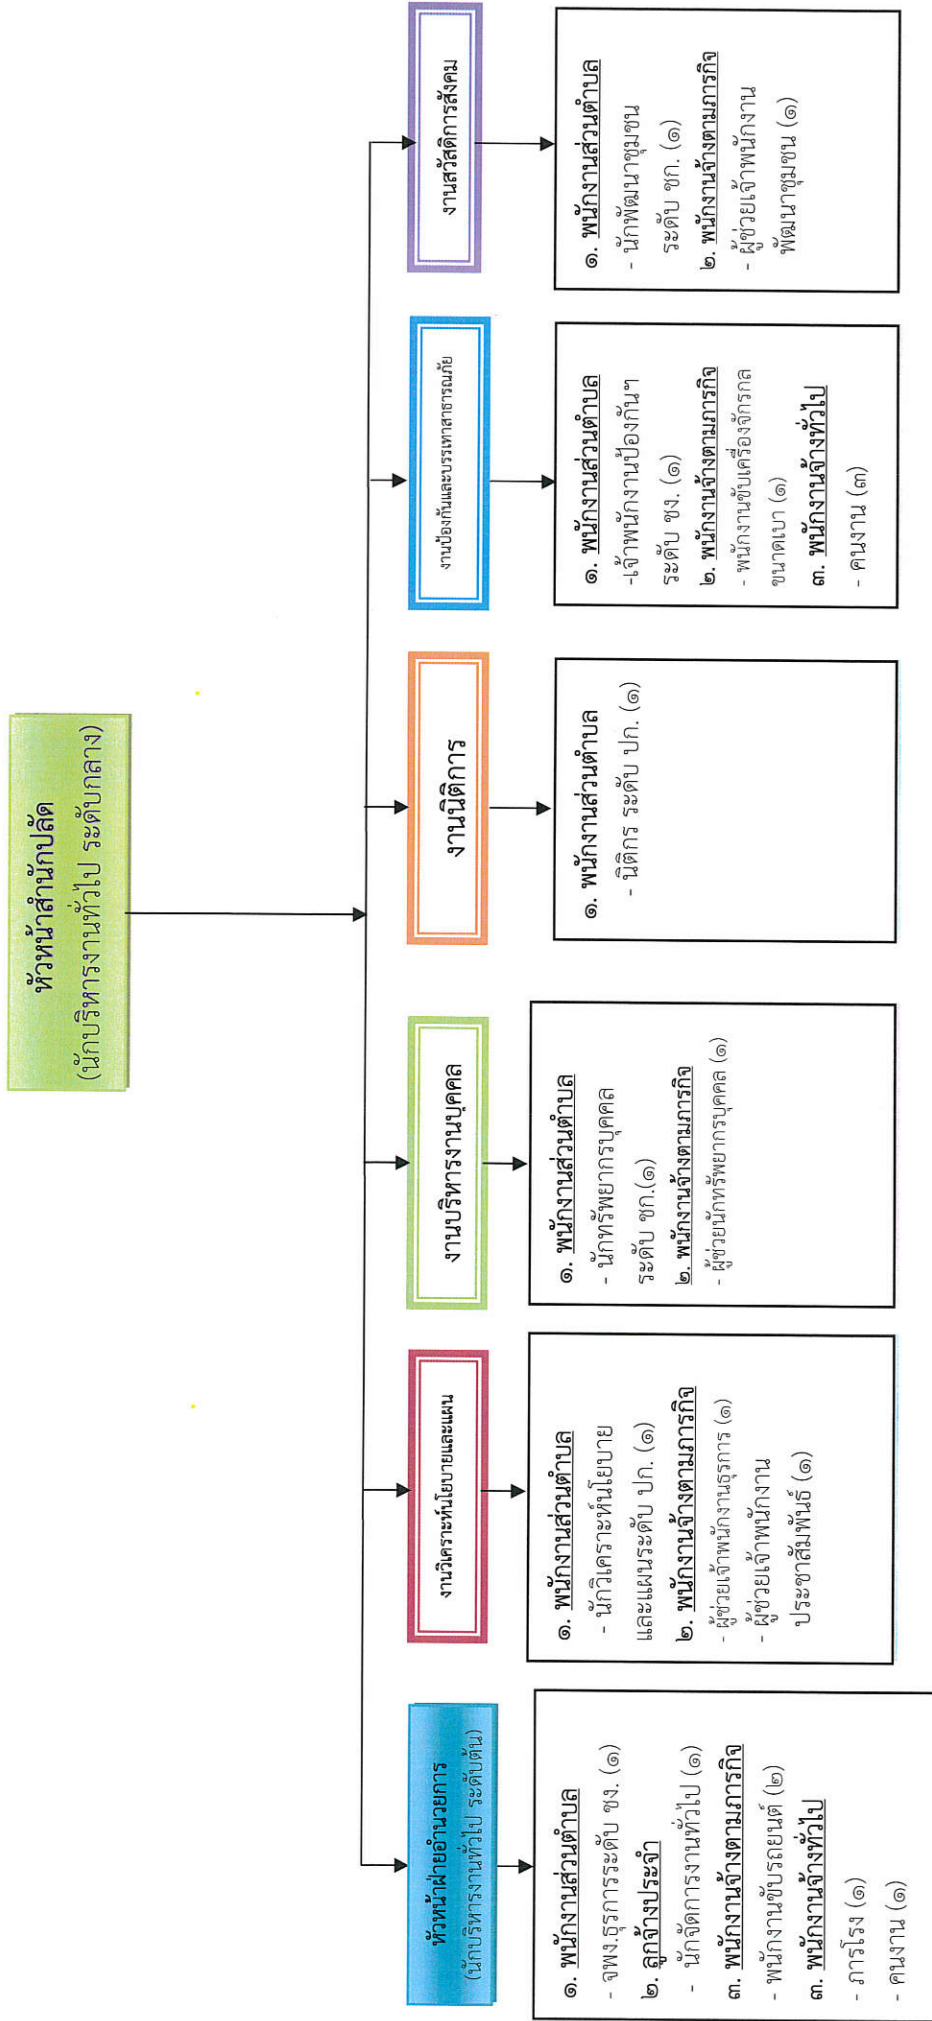 หัวหน้าสำนักปลัด
(นักบริหารงานทั่วไป ระดับกลาง)
หัวหน้าฝ่ายอำนวยการ
(นักบริหารงานทั่วไป ระดับต้น)
๑. พนักงานส่วนตำบล
- จพง.ธุรการระดับ ชง. (๑)
๒. ลูกจ้างประจำ
- นักจัดการงานทั่วไป (๑)
๓. พนักงานจ้างตามภารกิจ
- พนักงานขับรถยนต์ (๒)
๓. พนักงานจ้างทั่วไป
- ภารโรง (๑)
- คนงาน (๑)
งานวิเคราะห์นโยบายและแผน
๑. พนักงานส่วนตำบล
- นักวิเคราะห์นโยบาย
และแผนระดับ ปก. (๑)
๒. พนักงานจ้างตามภารกิจ
- ผู้ช่วยเจ้าพนักงานธุรการ (๑)
- ผู้ช่วยเจ้าพนักงาน
ประชาสัมพันธ์ (๑)
งานบริหารงานบุคคล
๑. พนักงานส่วนตำบล
- นักทรัพยากรบุคคล
ระดับ ชก.(๑)
๒. พนักงานจ้างตามภารกิจ
- ผู้ช่วยนักทรัพยากรบุคคล (๑)
งานนิติการ
๑. พนักงานส่วนตำบล
- นิติกร ระดับ ปก. (๑)
งานป้องกันและบรรเทาสาธารณภัย
๑. พนักงานส่วนตำบล
-เจ้าพนักงานป้องกันฯ
ระดับ ชง. (๑)
๒. พนักงานจ้างตามภารกิจ
- พนักงานขับเครื่องจักรกล
ขนาดเบา (๑)
๓. พนักงานจ้างทั่วไป
- คนงาน (๓)
งานสวัสดิการสังคม
๑. พนักงานส่วนตำบล
- นักพัฒนาชุมชน
ระดับ ชก. (๑)
๒. พนักงานจ้างตามภารกิจ
- ผู้ช่วยเจ้าพนักงาน
พัฒนาชุมชน (๑)